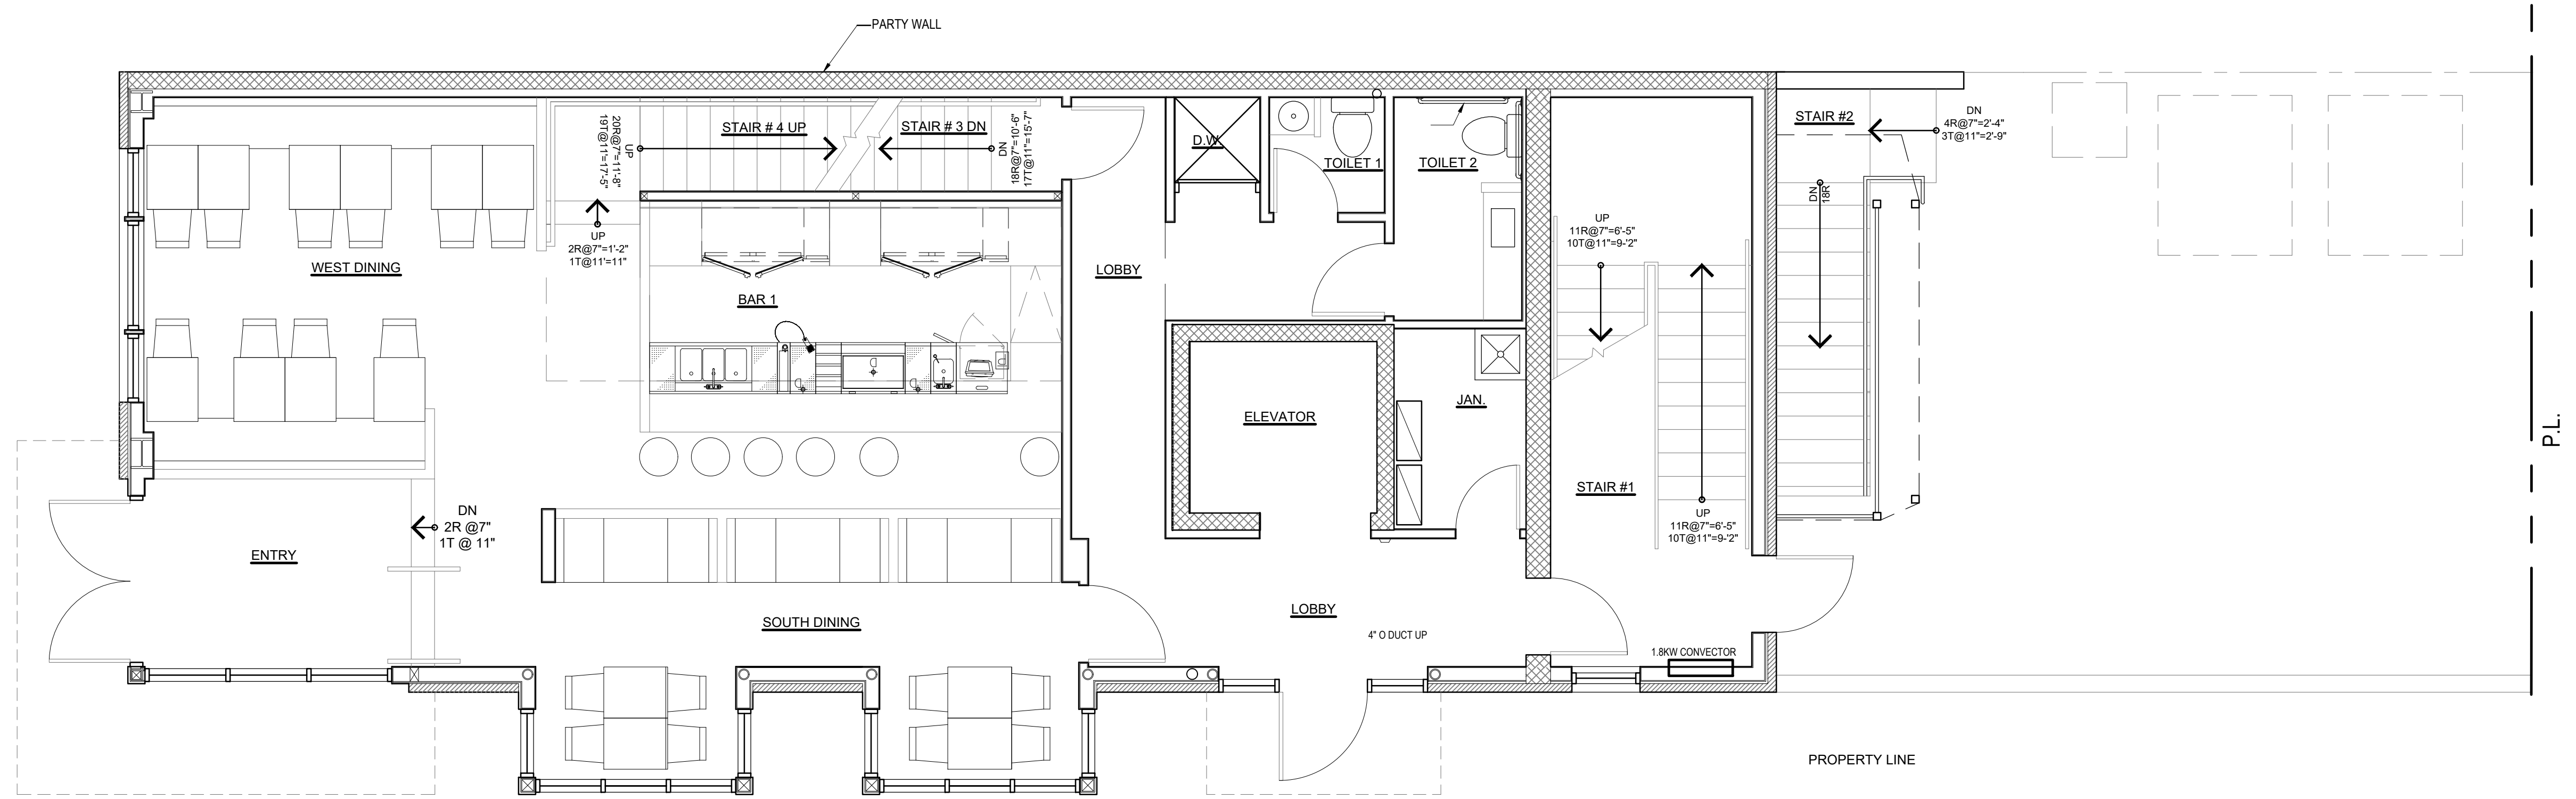 PARTY WALL
STAIR # 4 UP
STAIR # 3 DN
UP
20R@7"=11'-8"
19T@11"=17'-5"
DN
18R@7"=10'-6"
17T@11"=15'-7"
D.W
TOILET 1
TOILET 2
STAIR #2
DN
4R@7"=2'-4"
3T@11"=2'-9"
DN
18R
UP
2R@7"=1'-2"
1T@11'=11"
WEST DINING
BAR 1
LOBBY
UP
11R@7"=6'-5"
10T@11"=9-'2"
ELEVATOR
JAN.
STAIR #1
UP
11R@7"=6'-5"
10T@11"=9-'2"
P.L.
DN
2R @7"
1T @ 11"
ENTRY
SOUTH DINING
LOBBY
4" O DUCT UP
1.8KW CONVECTOR
PROPERTY LINE